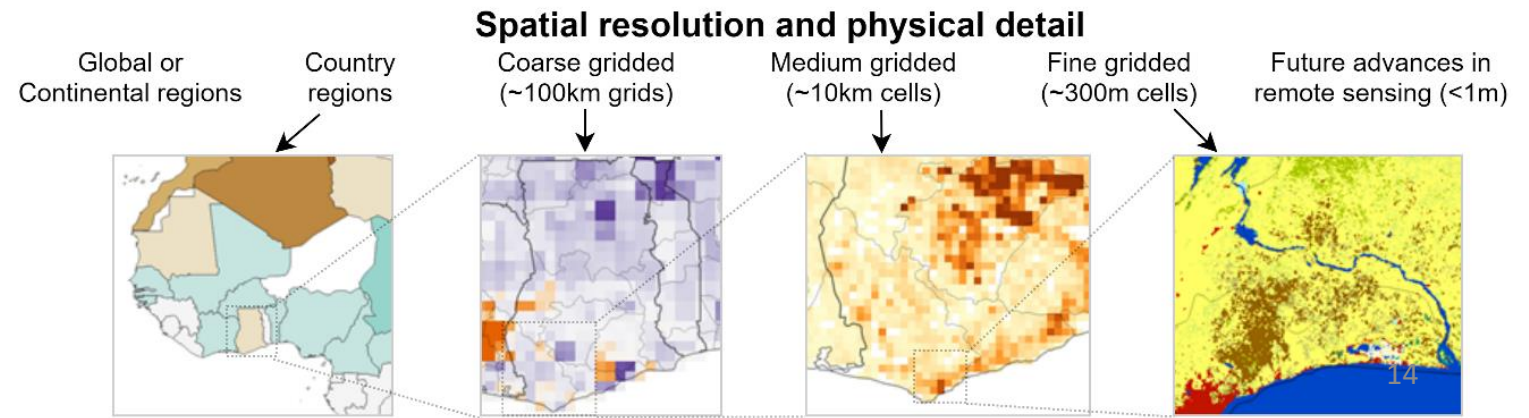 Spatial resolution and physical detail
Global or
Continental regions
Country
regions
Coarse gridded
(~100km grids)
Medium gridded
(~10km cells)
Fine gridded
(~300m cells)
Future advances in
remote sensing (<1m)
14